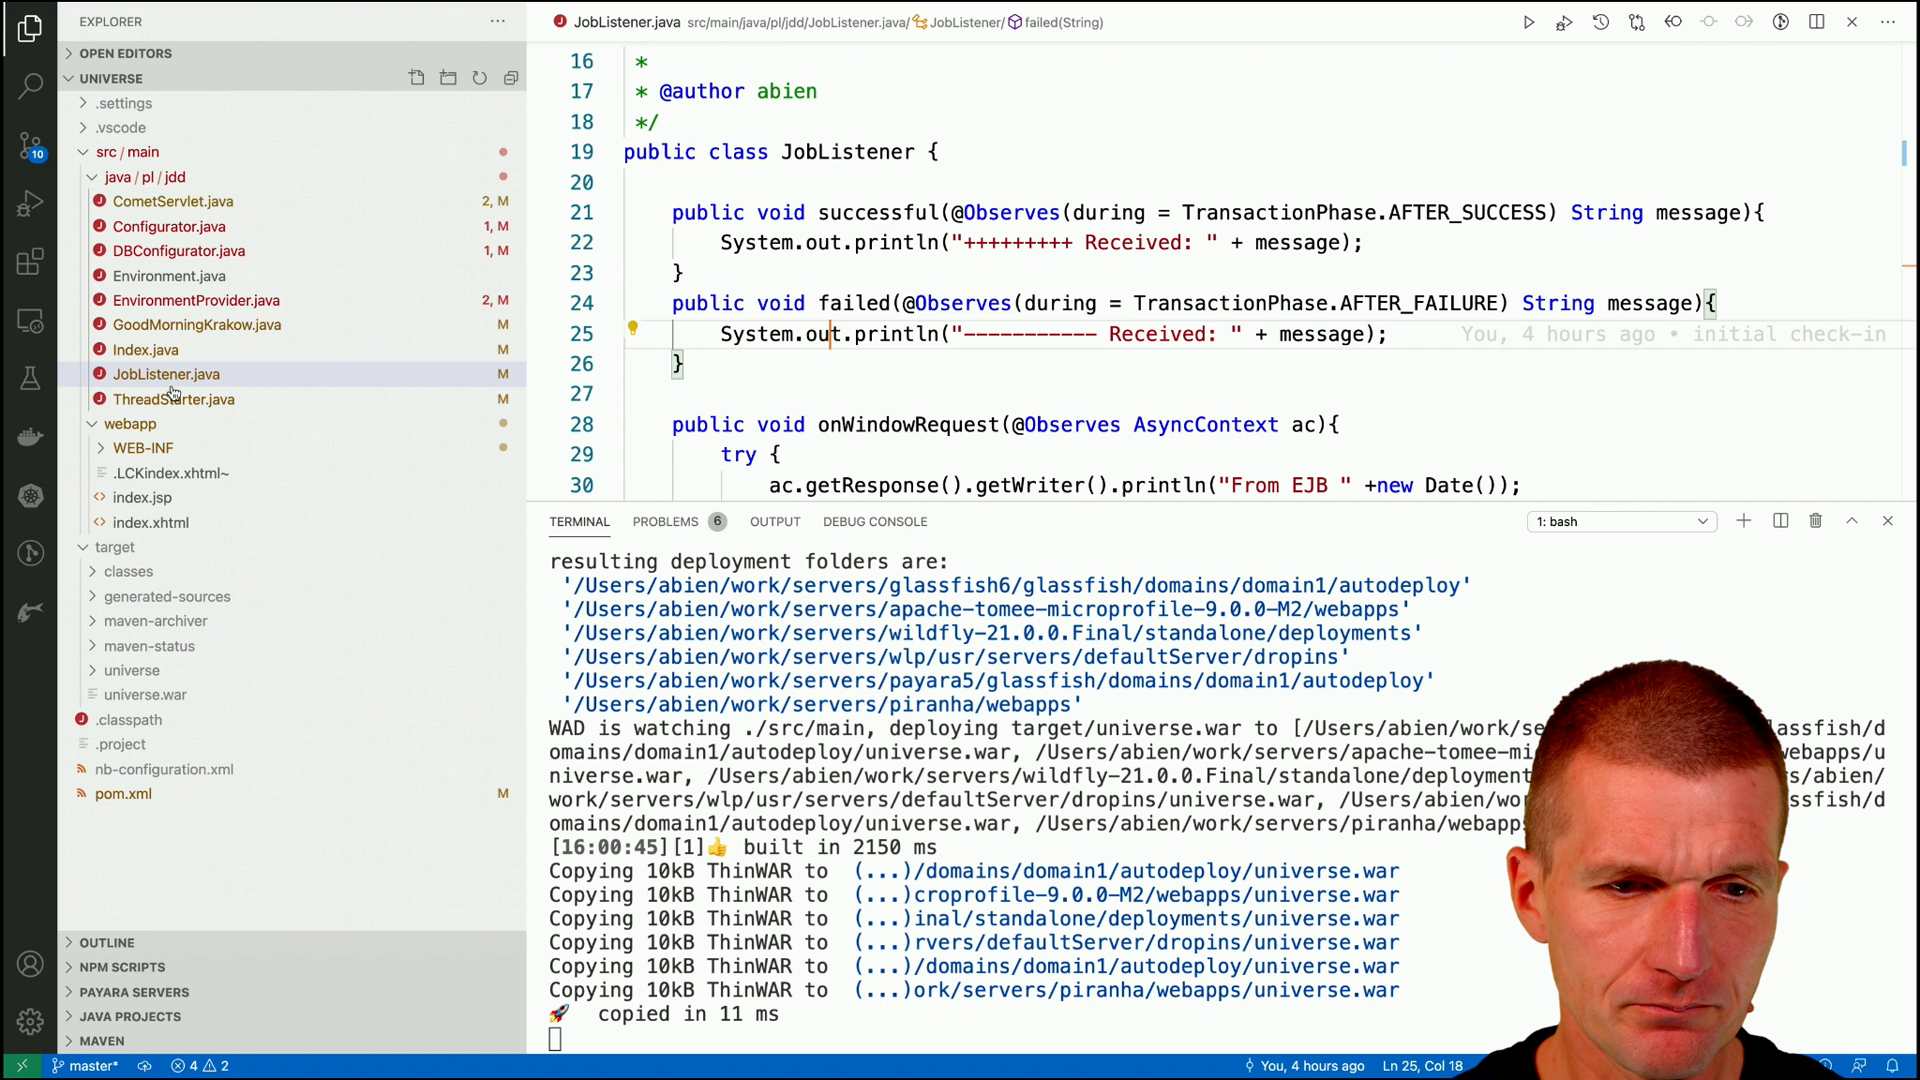 EXPLORER
OPEN EDITORS
UNIVERSE
.settings
.vscode
src / main
java / pl / jdd
CometServlet.java 2, M
Configurator.java 1, M
DBConfigurator.java 1, M
Environment.java
EnvironmentProvider.java 2, M
GoodMorningKrakow.java M
Index.java M
JobListener.java M
ThreadStarter.java M
webapp
WEB-INF
.LCKindex.xhtml~
index.jsp
index.xhtml
target
classes
generated-sources
maven-archiver
maven-status
universe
universe.war
.classpath
.project
nb-configuration.xml
pom.xml M
OUTLINE
NPM SCRIPTS
PAYARA SERVERS
JAVA PROJECTS
MAVEN
10
JobListener.java src/main/java/pl/jdd/JobListener.java/ JobListener/ failed(String)
16 *
17 * @author abien
18 */
19 public class JobListener {
20
21 public void successful(@Observes(during = TransactionPhase.AFTER_SUCCESS) String message){
22 System.out.println("+++++++++ Received: " + message);
23 }
24 public void failed(@Observes(during = TransactionPhase.AFTER_FAILURE) String message){
25 System.out.println("----------- Received: " + message); You, 4 hours ago • initial check-in
26 }
27
28 public void onWindowRequest(@Observes AsyncContext ac){
29 try {
30 ac.getResponse().getWriter().println("From EJB " +new Date());
TERMINAL PROBLEMS 6 OUTPUT DEBUG CONSOLE 1: bash
resulting deployment folders are:
'/Users/abien/work/servers/glassfish6/glassfish/domains/domain1/autodeploy'
'/Users/abien/work/servers/apache-tomee-microprofile-9.0.0-M2/webapps'
'/Users/abien/work/servers/wildfly-21.0.0.Final/standalone/deployments'
'/Users/abien/work/servers/wlp/usr/servers/defaultServer/dropins'
'/Users/abien/work/servers/payara5/glassfish/domains/domain1/autodeploy'
'/Users/abien/work/servers/piranha/webapps'
WAD is watching ./src/main, deploying target/universe.war to [/Users/abien/work/se assfish/d
omains/domain1/autodeploy/universe.war, /Users/abien/work/servers/apache-tomee-mi webapps/u
niverse.war, /Users/abien/work/servers/wildfly-21.0.0.Final/standalone/deployment s/abien/
work/servers/wlp/usr/servers/defaultServer/dropins/universe.war, /Users/abien/wo ssfish/d
omains/domain1/autodeploy/universe.war, /Users/abien/work/servers/piranha/webapps
[16:00:45][1]👍 built in 2150 ms
Copying 10kB ThinWAR to (...)/domains/domain1/autodeploy/universe.war
Copying 10kB ThinWAR to (...)croprofile-9.0.0-M2/webapps/universe.war
Copying 10kB ThinWAR to (...)inal/standalone/deployments/universe.war
Copying 10kB ThinWAR to (...)rvers/defaultServer/dropins/universe.war
Copying 10kB ThinWAR to (...)/domains/domain1/autodeploy/universe.war
Copying 10kB ThinWAR to (...)ork/servers/piranha/webapps/universe.war
🚀 copied in 11 ms
master* 4 2 You, 4 hours ago Ln 25, Col 18